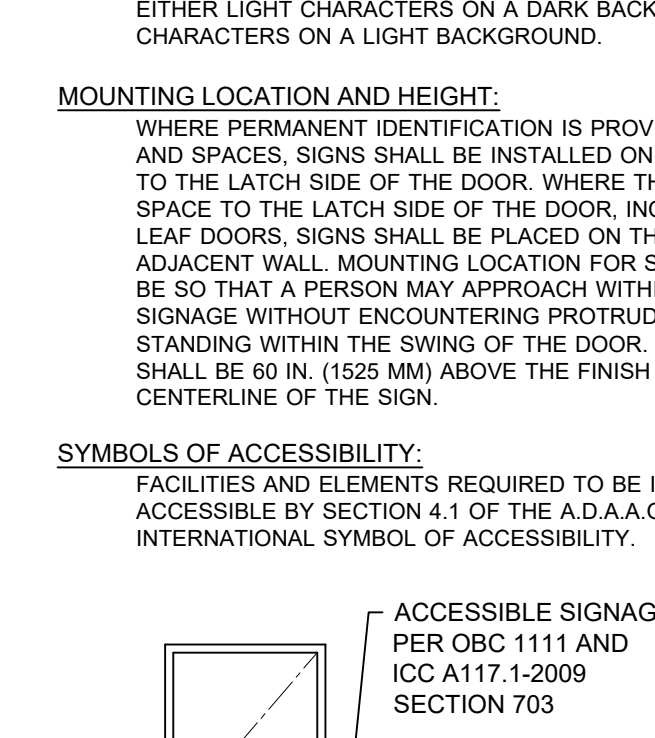 EITHER LIGHT CHARACTERS ON A DARK BACK
CHARACTERS ON A LIGHT BACKGROUND.
MOUNTING LOCATION AND HEIGHT:
WHERE PERMANENT IDENTIFICATION IS PROV
AND SPACES, SIGNS SHALL BE INSTALLED ON
TO THE LATCH SIDE OF THE DOOR. WHERE TH
SPACE TO THE LATCH SIDE OF THE DOOR, INC
LEAF DOORS, SIGNS SHALL BE PLACED ON TH
ADJACENT WALL. MOUNTING LOCATION FOR S
BE SO THAT A PERSON MAY APPROACH WITHI
SIGNAGE WITHOUT ENCOUNTERING PROTRUD
STANDING WITHIN THE SWING OF THE DOOR.
SHALL BE 60 IN. (1525 MM) ABOVE THE FINISH
CENTERLINE OF THE SIGN.
SYMBOLS OF ACCESSIBILITY:
FACILITIES AND ELEMENTS REQUIRED TO BE I
ACCESSIBLE BY SECTION 4.1 OF THE A.D.A.A.G
INTERNATIONAL SYMBOL OF ACCESSIBILITY.
ACCESSIBLE SIGNAG
PER OBC 1111 AND
ICC A117.1-2009
SECTION 703